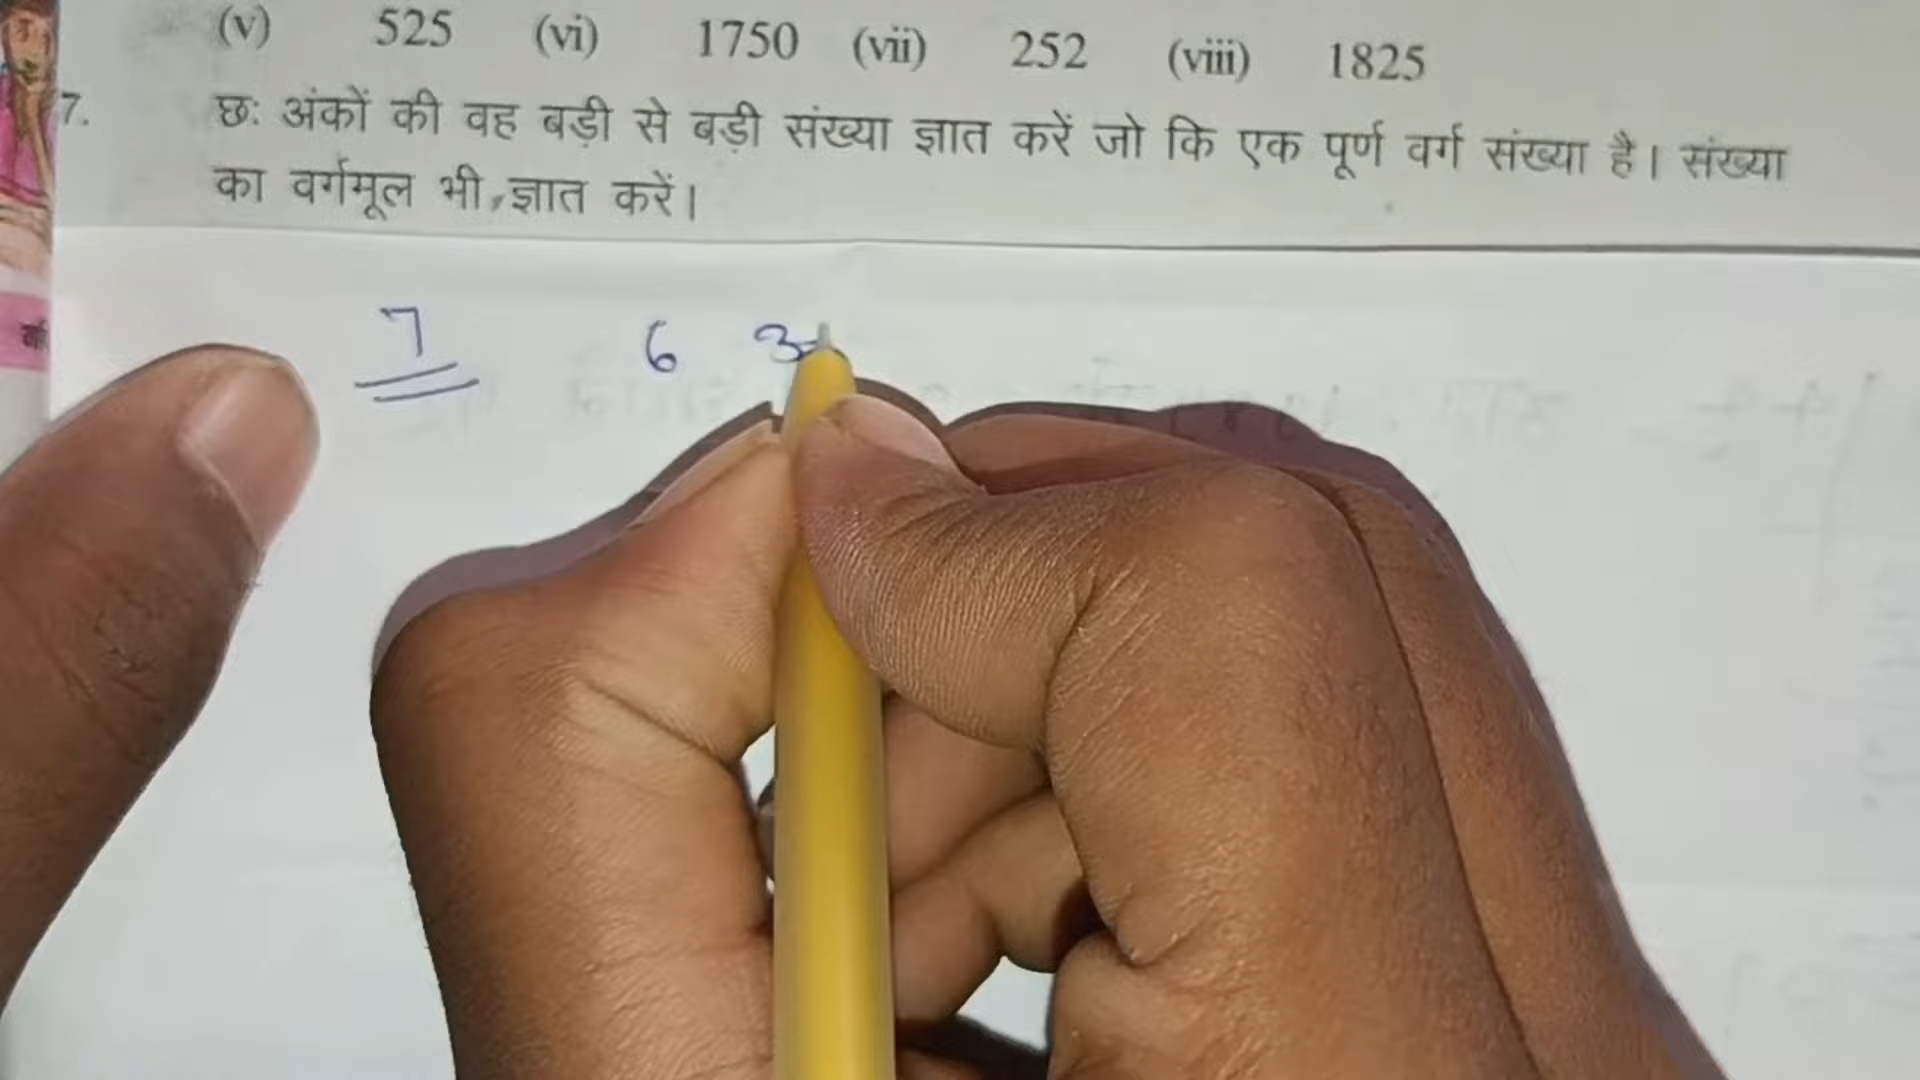 (v) 525 (vi) 1750 (vii) 252 (viii) 1825
7. छः अंकों की वह बड़ी से बड़ी संख्या ज्ञात करें जो कि एक पूर्ण वर्ग संख्या है। संख्या
का वर्गमूल भी ज्ञात करें।
7 6